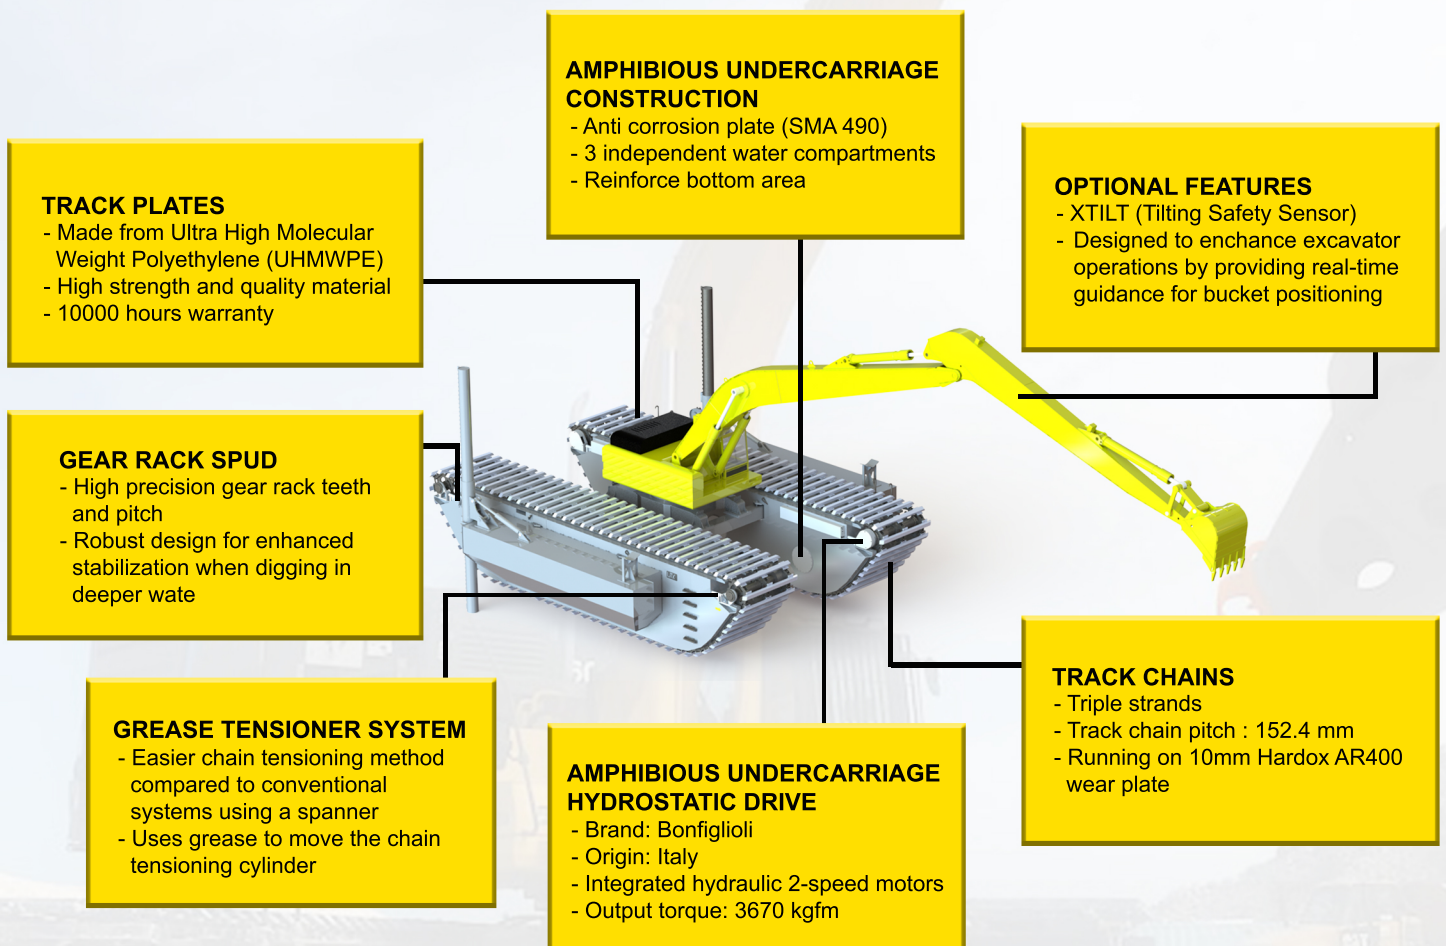 AMPHIBIOUS UNDERCARRIAGE
CONSTRUCTION
- Anti corrosion plate (SMA 490)
- 3 independent water compartments
- Reinforce bottom area
TRACK PLATES
- Made from Ultra High Molecular
Weight Polyethylene (UHMWPE)
- High strength and quality material
- 10000 hours warranty
OPTIONAL FEATURES
- XTILT (Tilting Safety Sensor)
- Designed to enchance excavator
operations by providing real-time
guidance for bucket positioning
GEAR RACK SPUD
- High precision gear rack teeth
and pitch
- Robust design for enhanced
stabilization when digging in
deeper wate
GREASE TENSIONER SYSTEM
- Easier chain tensioning method
compared to conventional
systems using a spanner
- Uses grease to move the chain
tensioning cylinder
AMPHIBIOUS UNDERCARRIAGE
HYDROSTATIC DRIVE
- Brand: Bonfiglioli
- Origin: Italy
- Integrated hydraulic 2-speed motors
- Output torque: 3670 kgfm
TRACK CHAINS
- Triple strands
- Track chain pitch : 152.4 mm
- Running on 10mm Hardox AR400
wear plate